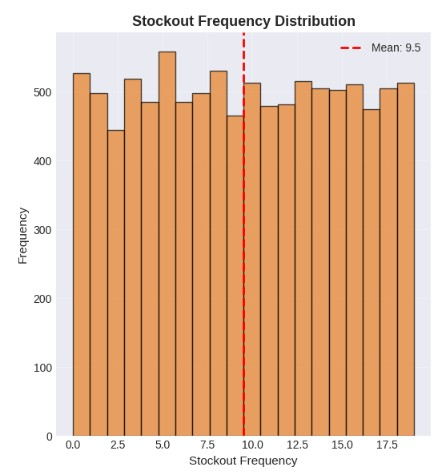 Stockout Frequency Distribution
Mean: 9.5
500
400
300
200
100
0
Frequency
0.0 2.5 5.0 7.5 10.0 12.5 15.0 17.5
Stockout Frequency